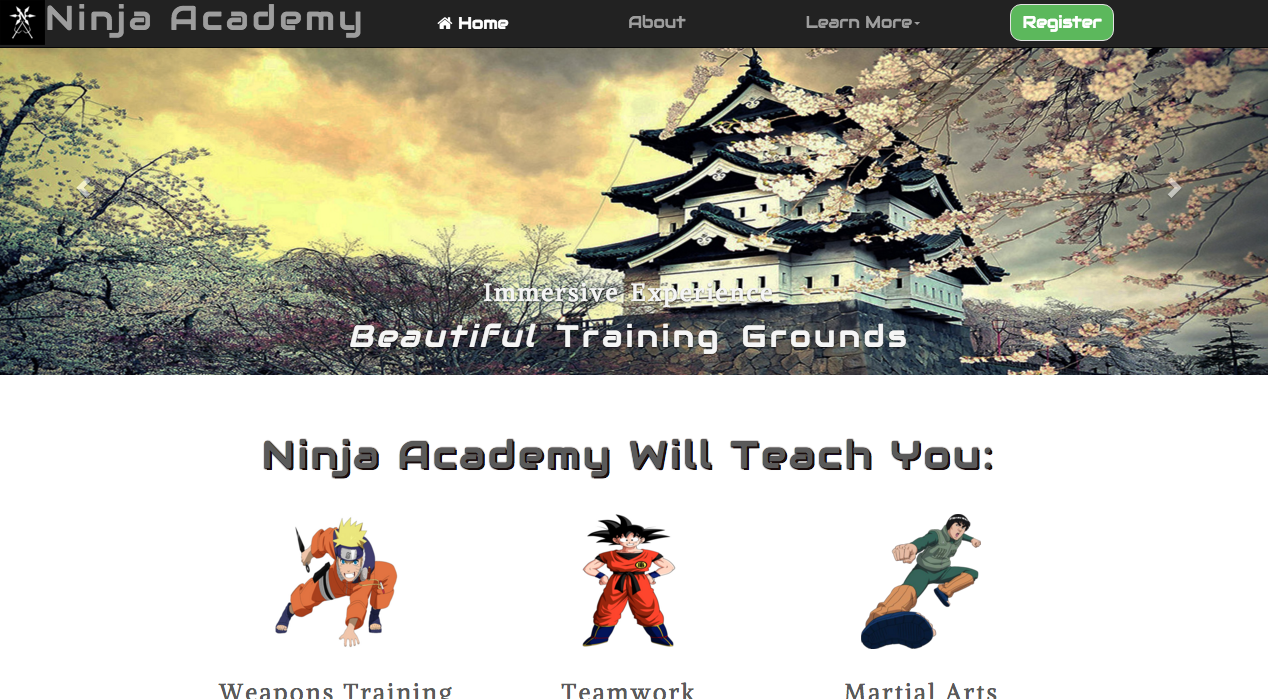 Ninja Academy
Home
About
Learn More
Register
Immersive Experience
Beautiful Training Grounds
Ninja Academy Will Teach You:
Weapons Training
Teamwork
Martial Arts